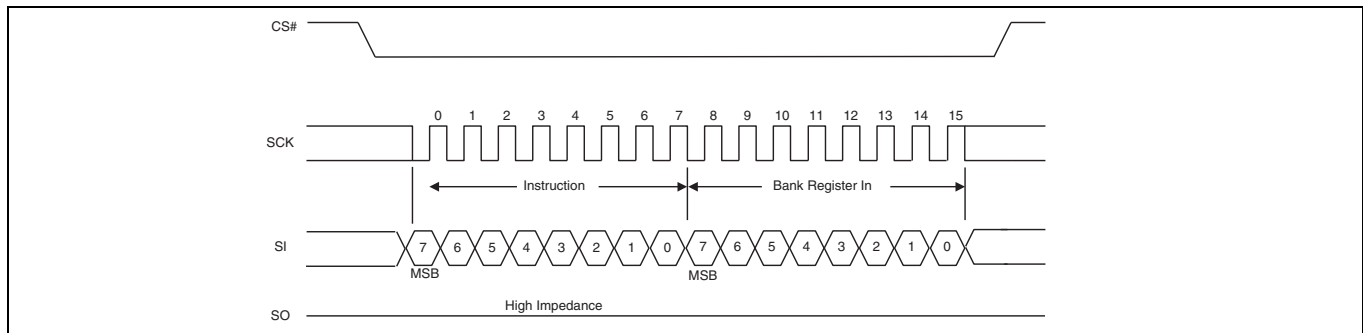 CS#
0 1 2 3 4 5 6 7 8 9 10 11 12 13 14 15
SCK
Instruction Bank Register In
SI 7 6 5 4 3 2 1 0 7 6 5 4 3 2 1 0
MSB MSB
High Impedance
SO